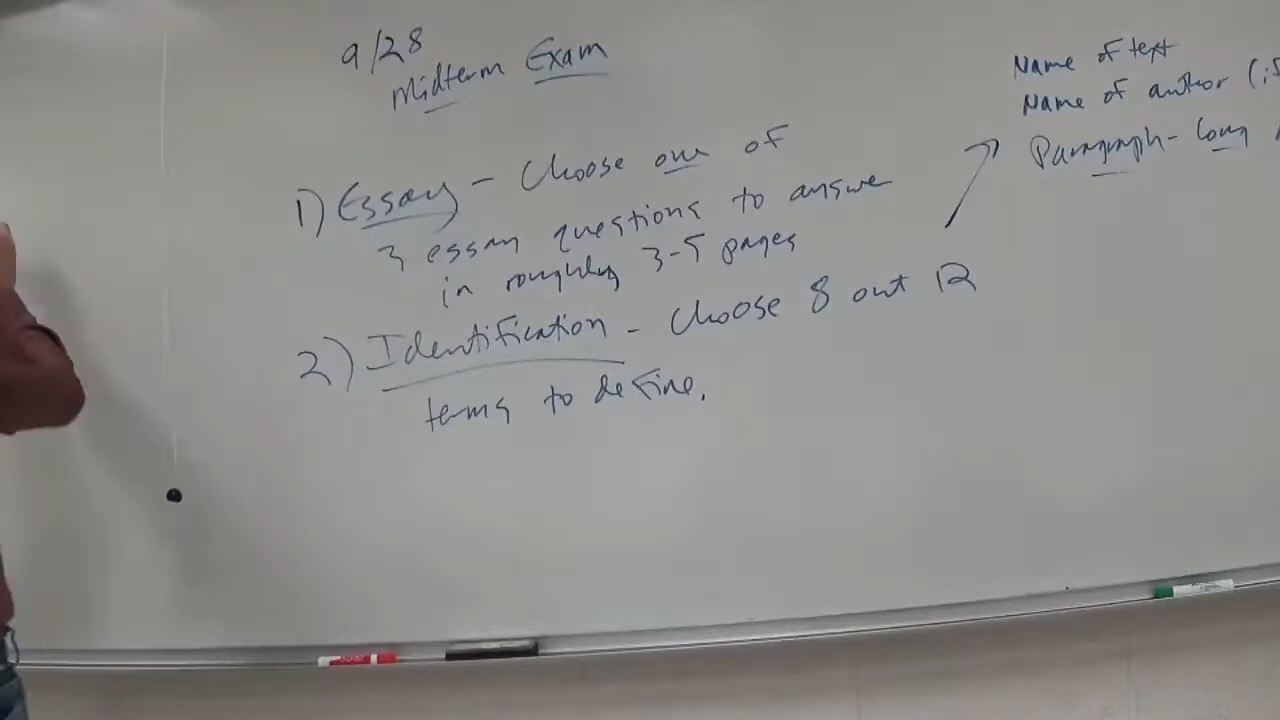 9/28
Midterm Exam
1) Essay - Choose one of
3 essay questions to answer
in roughly 3-5 pages
2) Identification - Choose 8 out 12
terms to define.
Name of text
Name of author (if
Paragraph-long